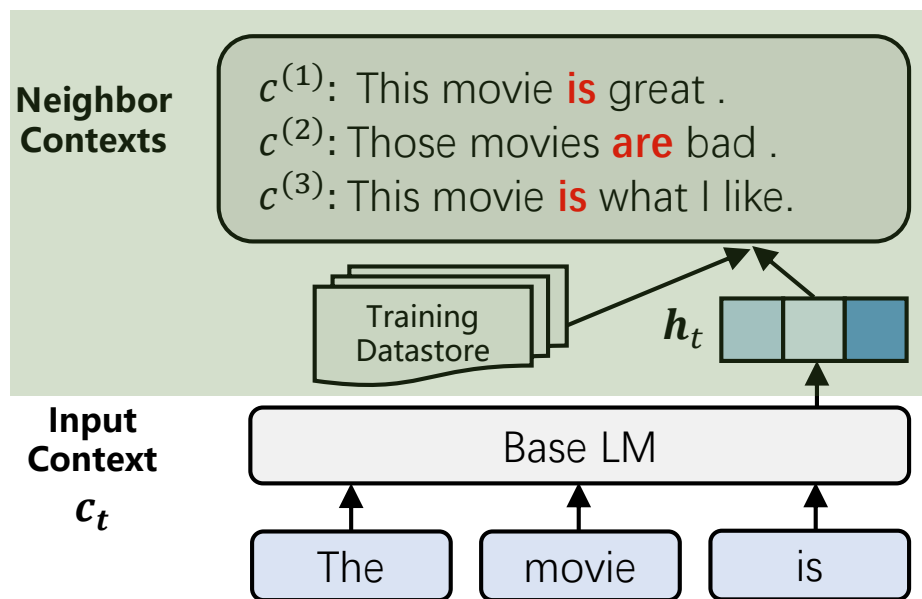 Neighbor
Contexts
c⁽¹⁾: This movie is great .
c⁽²⁾: Those movies are bad .
c⁽³⁾: This movie is what I like.
Training
Datastore
hₜ
Input
Context
cₜ
Base LM
The
movie
is